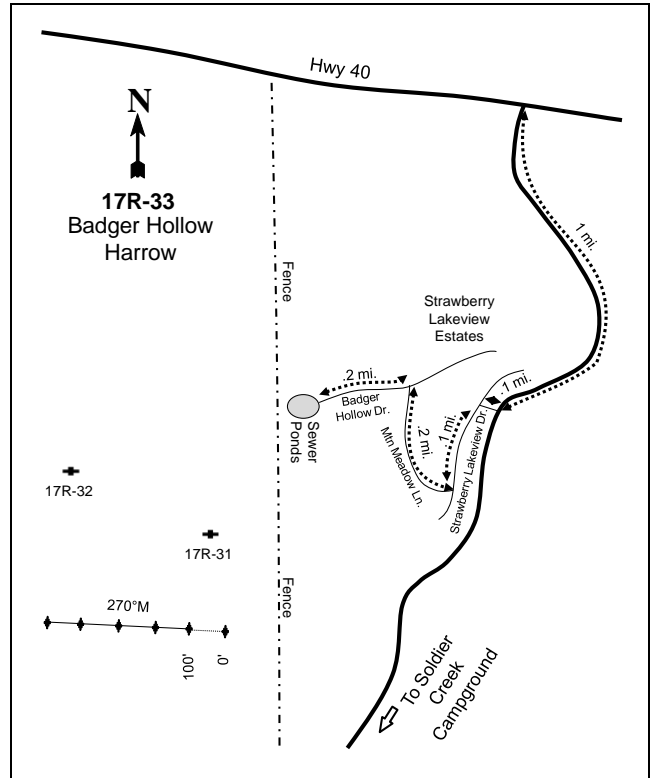 Hwy 40
N
17R-33
Badger Hollow
Harrow
1 mi.
Fence
Strawberry
Lakeview
Estates
.2 mi.
.1 mi.
Badger
Hollow Dr.
Sewer
Ponds
.2 mi.
.1 mi.
Mtn Meadow Ln.
Strawberry Lakeview Dr.
17R-32
17R-31
Fence
270°M
100'
0'
To Soldier
Creek
Campground